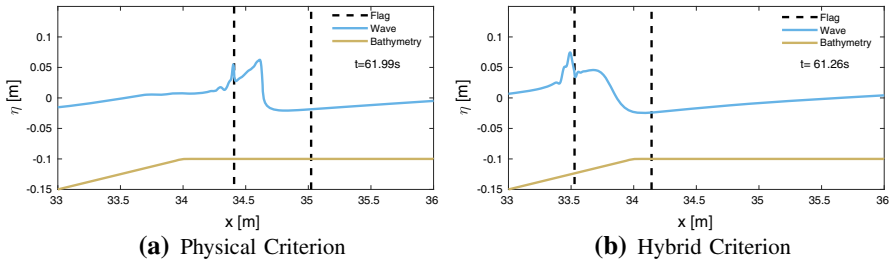 0.1
0.05
0
-0.05
-0.1
-0.15
η [m]
Flag
Wave
Bathymetry
t=61.99s
33 33.5 34 34.5 35 35.5 36
x [m]
(a) Physical Criterion
0.1
0.05
0
-0.05
-0.1
-0.15
η [m]
Flag
Wave
Bathymetry
t= 61.26s
33 33.5 34 34.5 35 35.5 36
x [m]
(b) Hybrid Criterion